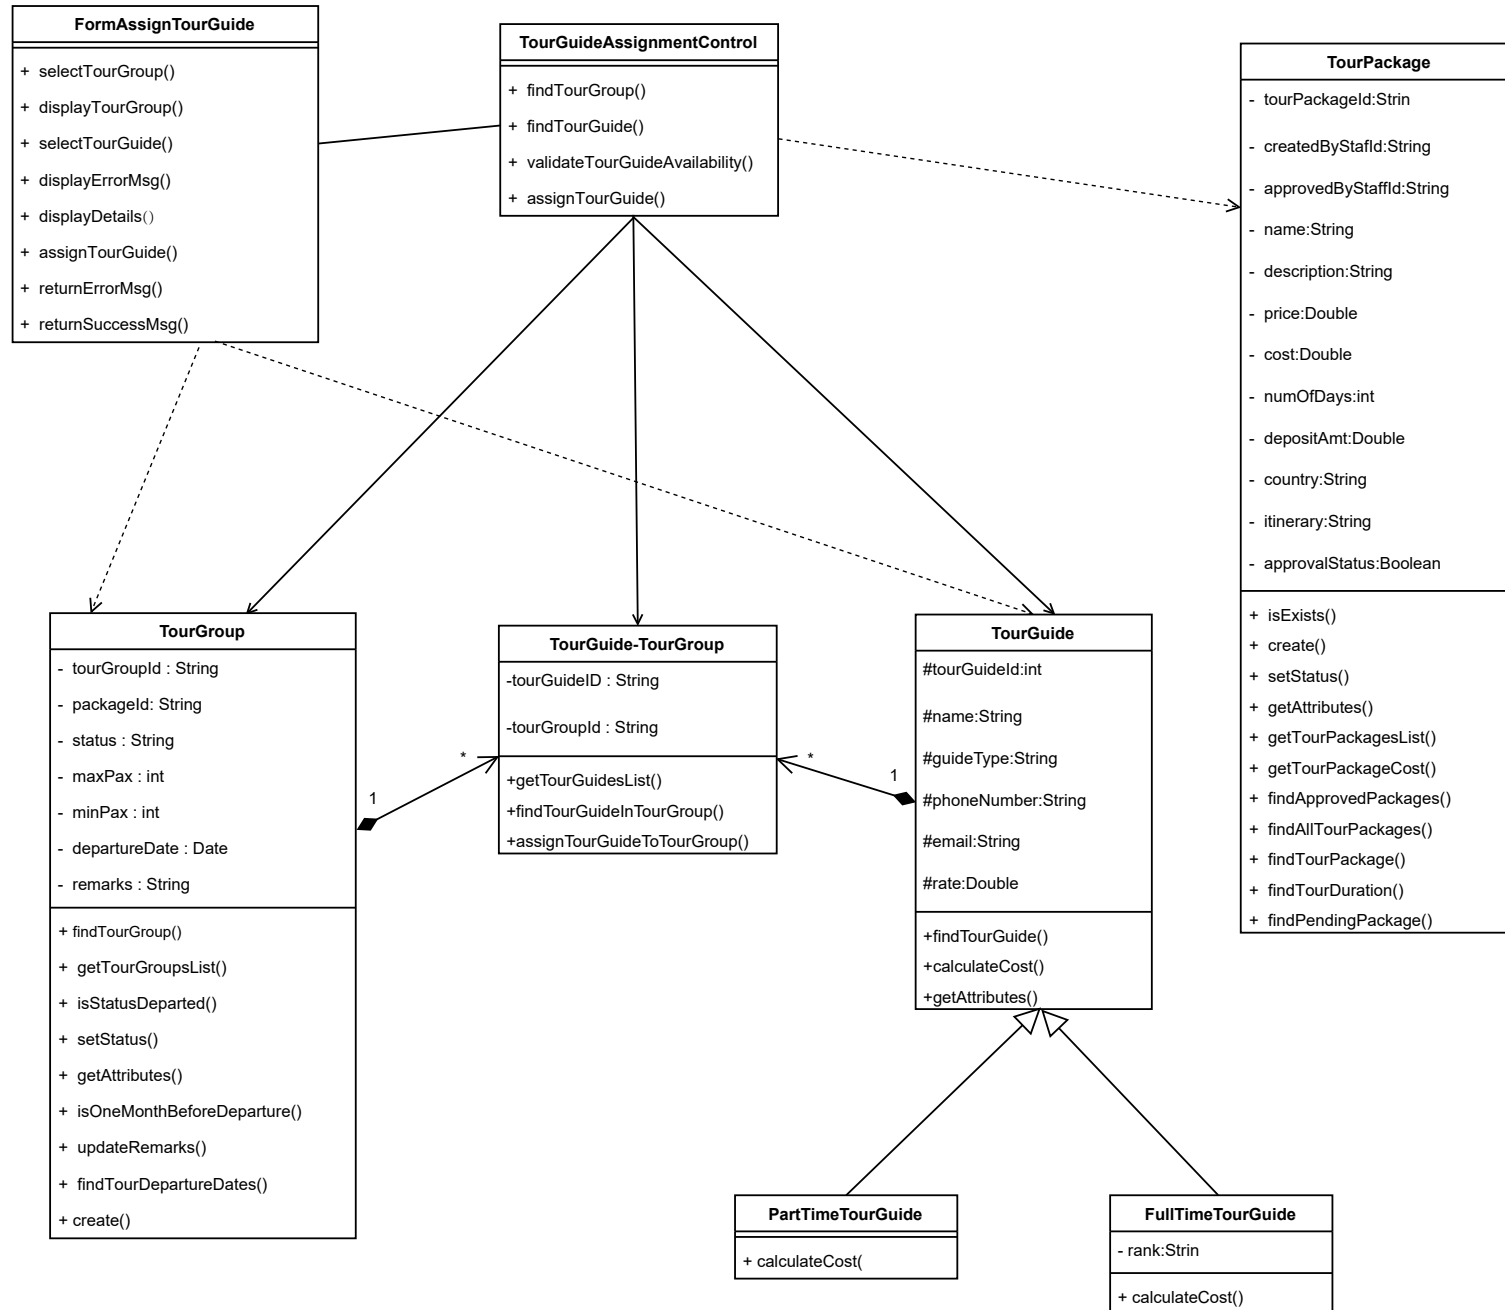 FormAssignTourGuide
+ selectTourGroup()
+ displayTourGroup()
+ selectTourGuide()
+ displayErrorMsg()
+ displayDetails()
+ assignTourGuide()
+ returnErrorMsg()
+ returnSuccessMsg()
TourGuideAssignmentControl
+ findTourGroup()
+ findTourGuide()
+ validateTourGuideAvailability()
+ assignTourGuide()
TourPackage
- tourPackageId:Strin
- createdByStafId:String
- approvedByStaffId:String
- name:String
- description:String
- price:Double
- cost:Double
- numOfDays:int
- depositAmt:Double
- country:String
- itinerary:String
- approvalStatus:Boolean
+ isExists()
+ create()
+ setStatus()
+ getAttributes()
+ getTourPackagesList()
+ getTourPackageCost()
+ findApprovedPackages()
+ findAllTourPackages()
+ findTourPackage()
+ findTourDuration()
+ findPendingPackage()
TourGroup
- tourGroupId : String
- packageId: String
- status : String
- maxPax : int
- minPax : int
- departureDate : Date
- remarks : String
+ findTourGroup()
+ getTourGroupsList()
+ isStatusDeparted()
+ setStatus()
+ getAttributes()
+ isOneMonthBeforeDeparture()
+ updateRemarks()
+ findTourDepartureDates()
+ create()
1
*
TourGuide-TourGroup
-tourGuideID : String
-tourGroupId : String
+getTourGuidesList()
+findTourGuideInTourGroup()
+assignTourGuideToTourGroup()
*
1
TourGuide
#tourGuideId:int
#name:String
#guideType:String
#phoneNumber:String
#email:String
#rate:Double
+findTourGuide()
+calculateCost()
+getAttributes()
PartTimeTourGuide
+ calculateCost(
FullTimeTourGuide
- rank:Strin
+ calculateCost()